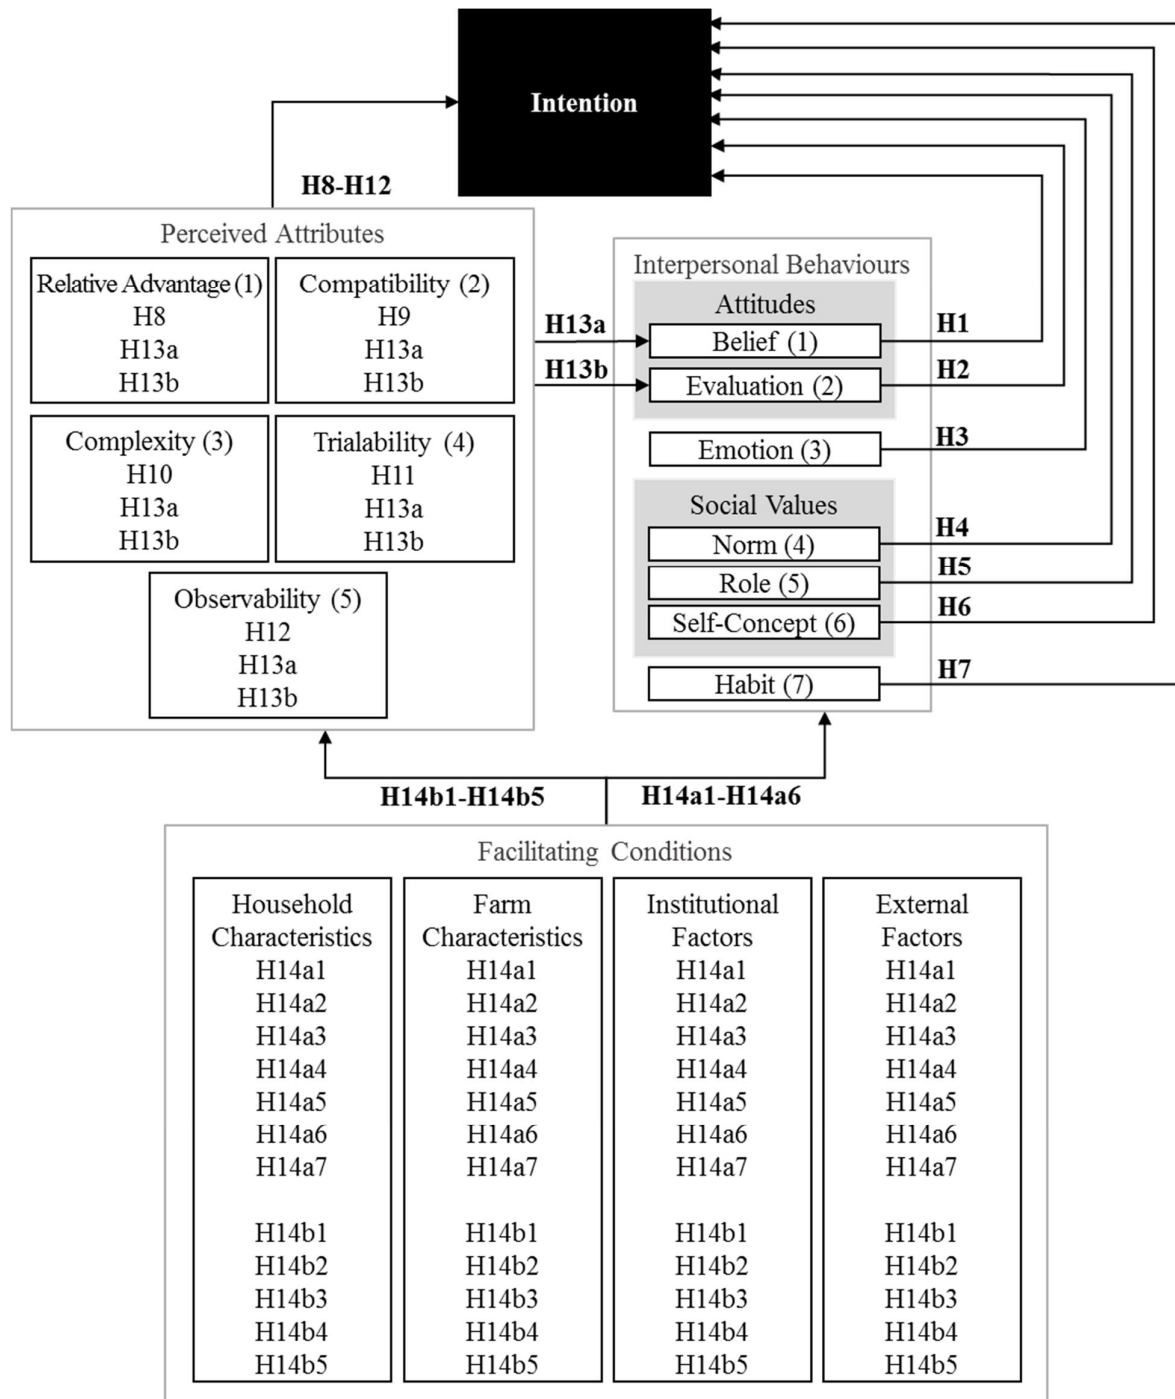 Intention
H8-H12
Perceived Attributes
Relative Advantage (1)
H8
H13a
H13b
Compatibility (2)
H9
H13a
H13b
Complexity (3)
H10
H13a
H13b
Trialability (4)
H11
H13a
H13b
Observability (5)
H12
H13a
H13b
H13a
H13b
Interpersonal Behaviours
Attitudes
Belief (1)
Evaluation (2)
Emotion (3)
Social Values
Norm (4)
Role (5)
Self-Concept (6)
Habit (7)
H1
H2
H3
H4
H5
H6
H7
H14b1-H14b5
H14a1-H14a6
Facilitating Conditions
Household
Characteristics
H14a1
H14a2
H14a3
H14a4
H14a5
H14a6
H14a7
H14b1
H14b2
H14b3
H14b4
H14b5
Farm
Characteristics
H14a1
H14a2
H14a3
H14a4
H14a5
H14a6
H14a7
H14b1
H14b2
H14b3
H14b4
H14b5
Institutional
Factors
H14a1
H14a2
H14a3
H14a4
H14a5
H14a6
H14a7
H14b1
H14b2
H14b3
H14b4
H14b5
External
Factors
H14a1
H14a2
H14a3
H14a4
H14a5
H14a6
H14a7
H14b1
H14b2
H14b3
H14b4
H14b5